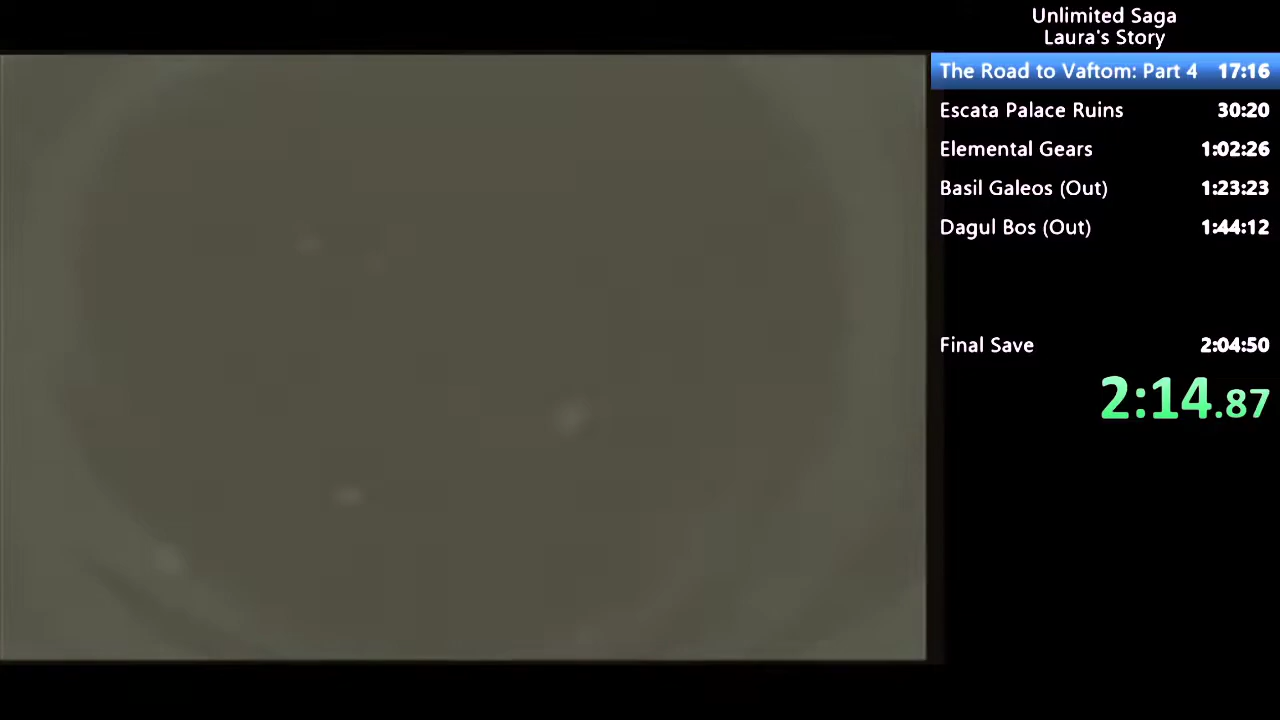 Unlimited Saga
Laura's Story
The Road to Vaftom: Part 4 17:16
Escata Palace Ruins 30:20
Elemental Gears 1:02:26
Basil Galeos (Out) 1:23:23
Dagul Bos (Out) 1:44:12
Final Save 2:04:50
2:14.87